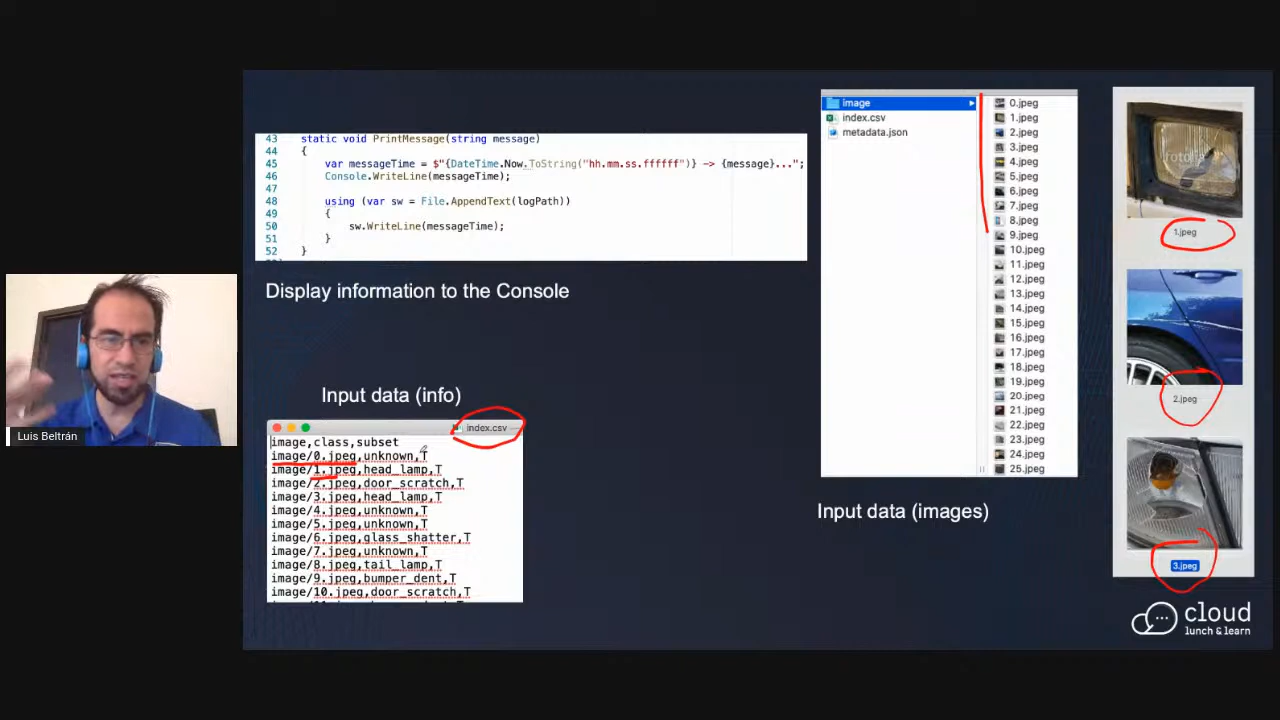 43 static void PrintMessage(string message)
44 {
45 var messageTime = $"{DateTime.Now.ToString("hh.mm.ss.ffffff")} -> {message}...";
46 Console.WriteLine(messageTime);
47
48 using (var sw = File.AppendText(logPath))
49 {
50 sw.WriteLine(messageTime);
51 }
52 }
Display information to the Console
Luis Beltrán
Input data (info)
index.csv
image,class,subset
image/0.jpeg,unknown,T
image/1.jpeg,head_lamp,T
image/2.jpeg,door_scratch,T
image/3.jpeg,head_lamp,T
image/4.jpeg,unknown,T
image/5.jpeg,unknown,T
image/6.jpeg,glass_shatter,T
image/7.jpeg,unknown,T
image/8.jpeg,tail_lamp,T
image/9.jpeg,bumper_dent,T
image/10.jpeg,door_scratch,T
image
index.csv
metadata.json
0.jpeg
1.jpeg
2.jpeg
3.jpeg
4.jpeg
5.jpeg
6.jpeg
7.jpeg
8.jpeg
9.jpeg
10.jpeg
11.jpeg
12.jpeg
13.jpeg
14.jpeg
15.jpeg
16.jpeg
17.jpeg
18.jpeg
19.jpeg
20.jpeg
21.jpeg
22.jpeg
23.jpeg
24.jpeg
25.jpeg
Input data (images)
fotolia
1.jpeg
2.jpeg
3.jpeg
cloud
lunch & learn